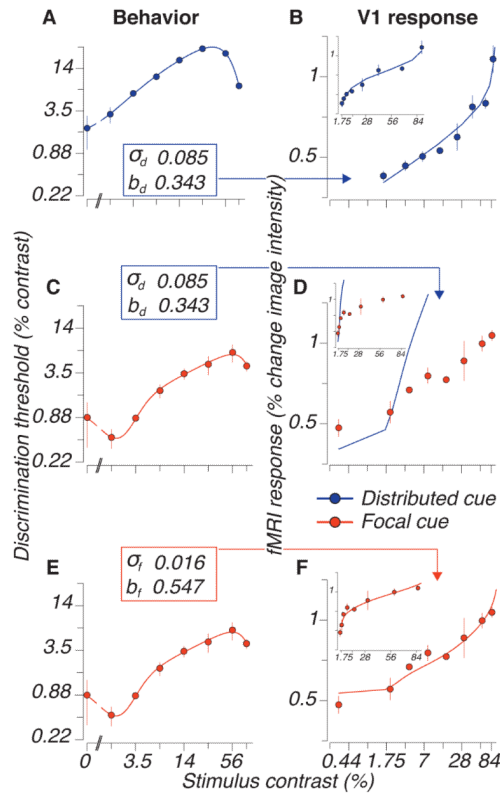 A Behavior
B V1 response
14
3.5
0.88
0.22
1
0.5
1
1.75 28 56 84
σd 0.085
bd 0.343
Discrimination threshold (% contrast)
fMRI response (% change image intensity)
σd 0.085
bd 0.343
C
D
14
3.5
0.88
0.22
1
0.5
1
1.75 28 56 84
Distributed cue
Focal cue
σf 0.016
bf 0.547
E
F
14
3.5
0.88
0.22
1
0.5
1
1.75 28 56 84
0 3.5 14 56
0.44 1.75 7 28 84
Stimulus contrast (%)